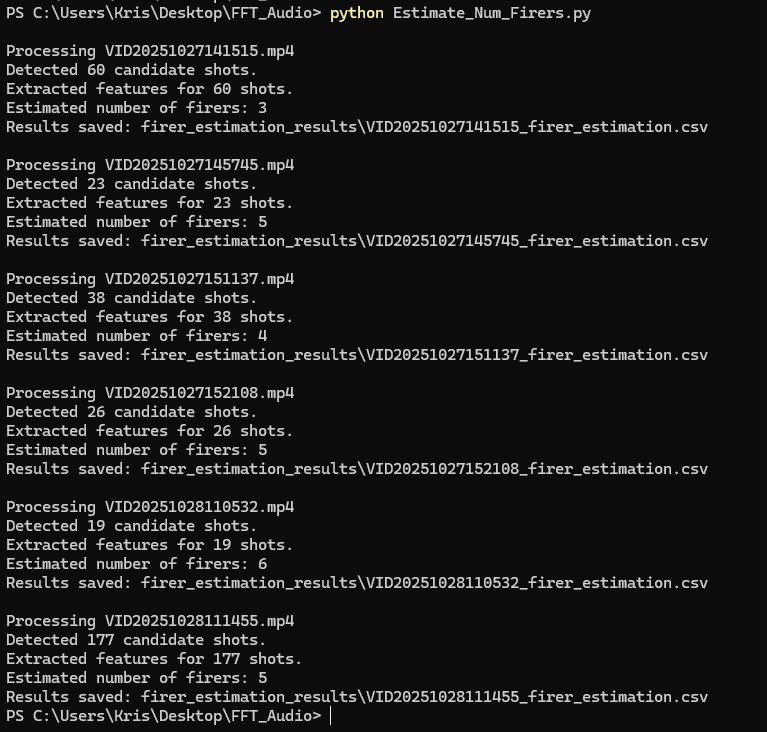 PS C:\Users\Kris\Desktop\FFT_Audio> python Estimate_Num_Firers.py
Processing VID20251027141515.mp4
Detected 60 candidate shots.
Extracted features for 60 shots.
Estimated number of firers: 3
Results saved: firer_estimation_results\VID20251027141515_firer_estimation.csv
Processing VID20251027145745.mp4
Detected 23 candidate shots.
Extracted features for 23 shots.
Estimated number of firers: 5
Results saved: firer_estimation_results\VID20251027145745_firer_estimation.csv
Processing VID20251027151137.mp4
Detected 38 candidate shots.
Extracted features for 38 shots.
Estimated number of firers: 4
Results saved: firer_estimation_results\VID20251027151137_firer_estimation.csv
Processing VID20251027152108.mp4
Detected 26 candidate shots.
Extracted features for 26 shots.
Estimated number of firers: 5
Results saved: firer_estimation_results\VID20251027152108_firer_estimation.csv
Processing VID20251028110532.mp4
Detected 19 candidate shots.
Extracted features for 19 shots.
Estimated number of firers: 6
Results saved: firer_estimation_results\VID20251028110532_firer_estimation.csv
Processing VID20251028111455.mp4
Detected 177 candidate shots.
Extracted features for 177 shots.
Estimated number of firers: 5
Results saved: firer_estimation_results\VID20251028111455_firer_estimation.csv
PS C:\Users\Kris\Desktop\FFT_Audio>